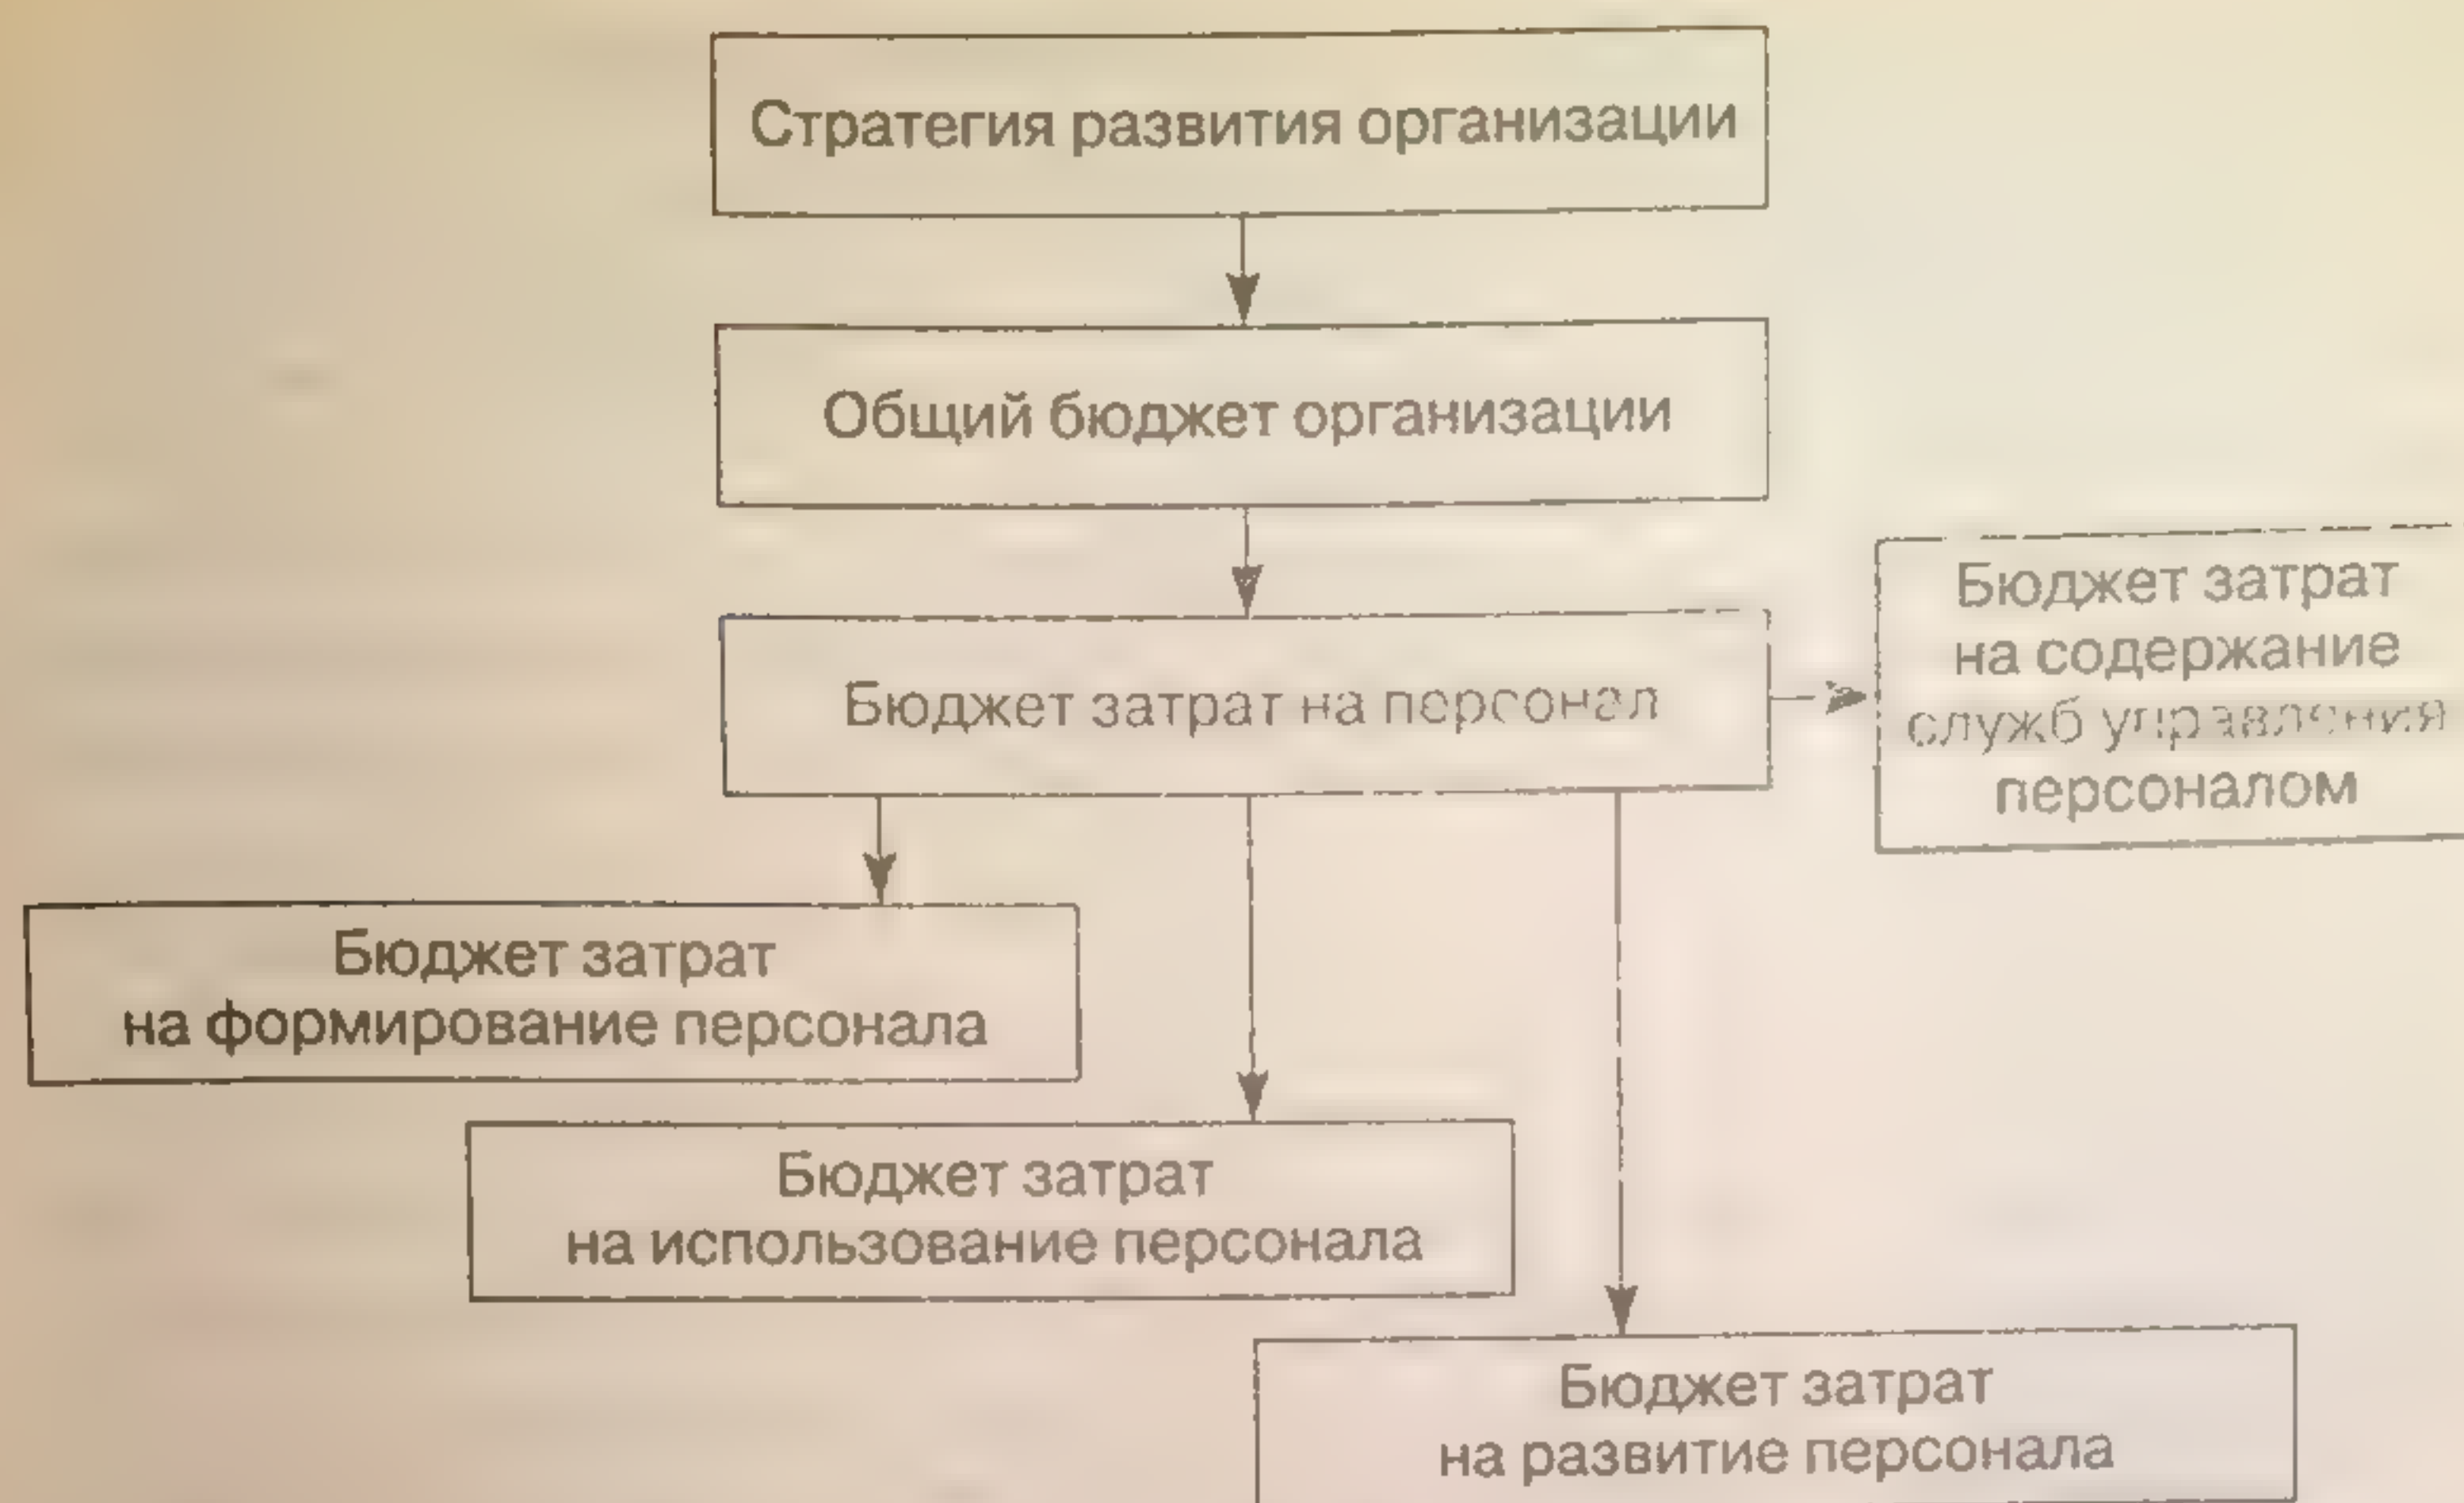 Стратегия развития организации
Общий бюджет организации
Бюджет затрат на персонал
Бюджет затрат
на содержание
служб управления
персоналом
Бюджет затрат
на формирование персонала
Бюджет затрат
на использование персонала
Бюджет затрат
на развитие персонала